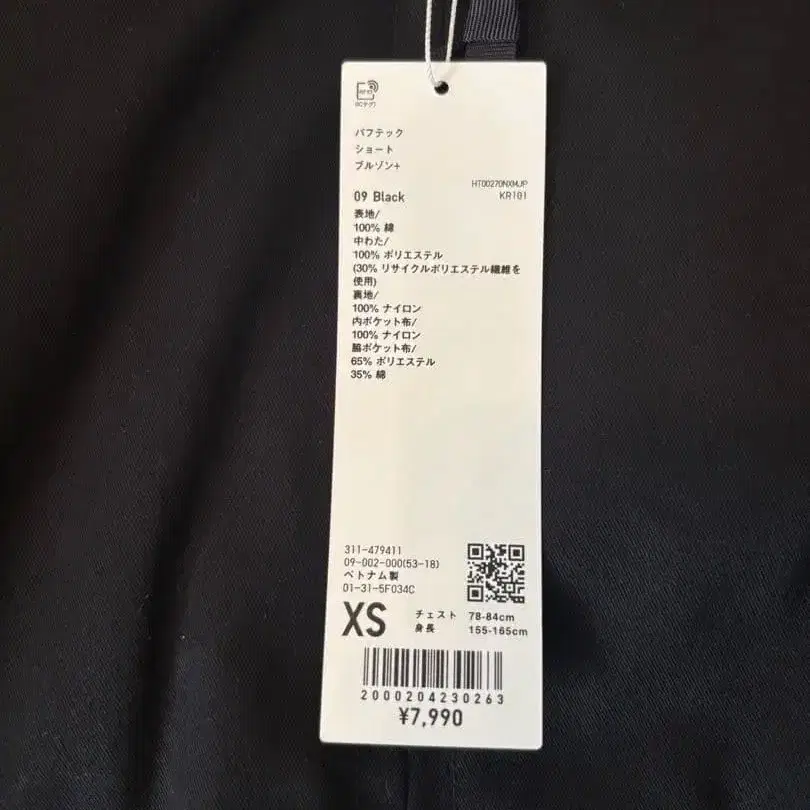 RFID
ICタグ
パフテック
ショート
ブルゾン+
HT00270NXMJP
09 Black
KR101
表地/
100% 綿
中わた/
100% ポリエステル
(30% リサイクルポリエステル繊維を
使用)
裏地/
100% ナイロン
内ポケット布/
100% ナイロン
脇ポケット布/
65% ポリエステル
35% 綿
311-479411
09-002-000(53-18)
ベトナム製
01-31-5F034C
XS チェスト 78-84cm
身長 155-165cm
2000204230263
¥7,990